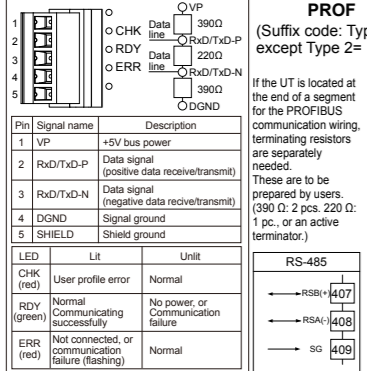 1
2
3
4
5
CHK
RDY
ERR
VP
390Ω
Data line
RxD/TxD-P
220Ω
Data line
RxD/TxD-N
390Ω
DGND
Pin Signal name Description
1 VP +5V bus power
2 RxD/TxD-P Data signal
(positive data receive/transmit)
3 RxD/TxD-N Data signal
(negative data receive/transmit)
4 DGND Signal ground
5 SHIELD Shield ground
LED Lit Unlit
CHK
(red)
User profile error
Normal
RDY
(green)
Normal
Communicating
successfully
No power, or
Communication
failure
ERR
(red)
Not connected, or
communication
failure (flashing)
Normal
PROF
(Suffix code: Typ
except Type 2=
If the UT is located at
the end of a segment
for the PROFIBUS
communication wiring,
terminating resistors
are separately
needed.
These are to be
prepared by users.
(390 Ω: 2 pcs. 220 Ω:
1 pc., or an active
terminator.)
RS-485
RSB(+) 407
RSA(-) 408
SG 409